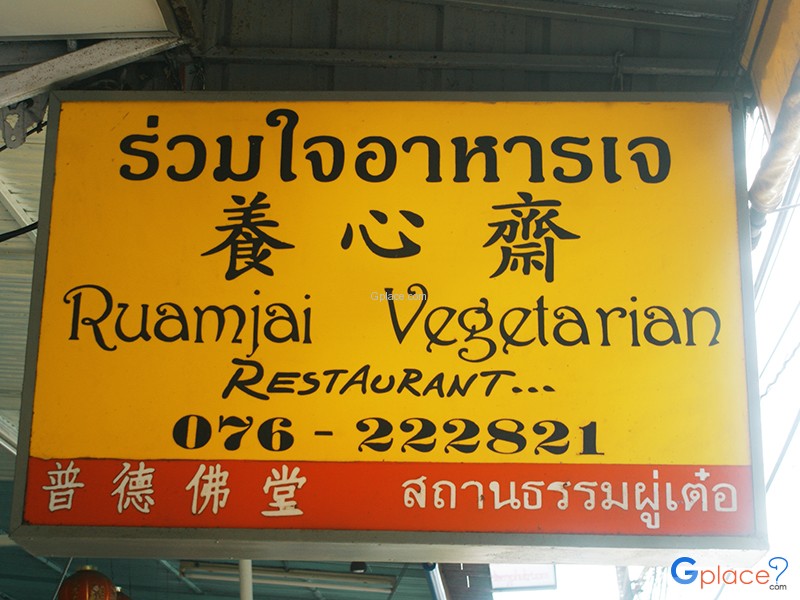 ร่วมใจอาหารเจ
養心齋
Ruamjai Vegetarian
RESTAURANT...
076 - 222821
普德佛堂 สถานธรรมผู่เต๋อ
Gplace.com
Gplace?.com